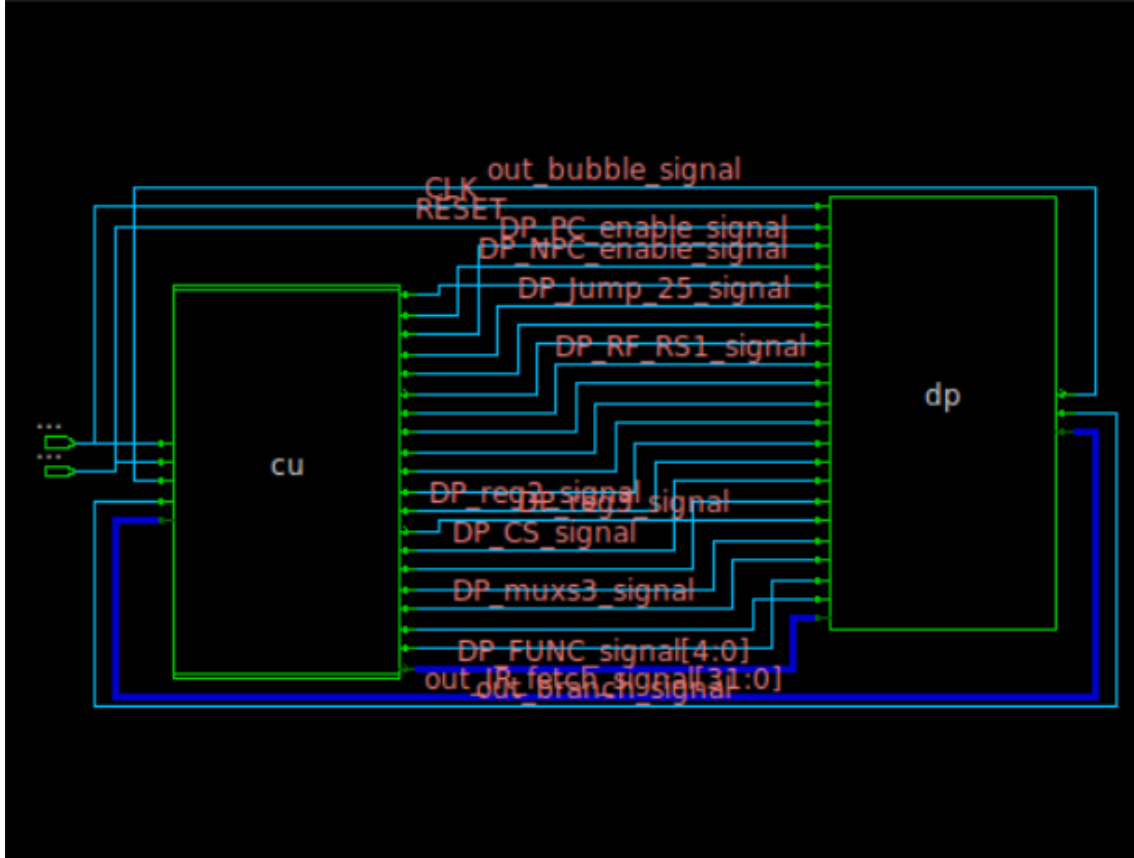 out_bubble_signal
CLK
RESET
DP_PC_enable_signal
DP_NPC_enable_signal
DP_Jump_25_signal
DP_RF_RS1_signal
dp
...
...
cu
DP_reg2_signal
DP_reg3_signal
DP_CS_signal
DP_muxs3_signal
DP_FUNC_signal[4:0]
out_IR_fetch_signal[31:0]
out_branch_signal